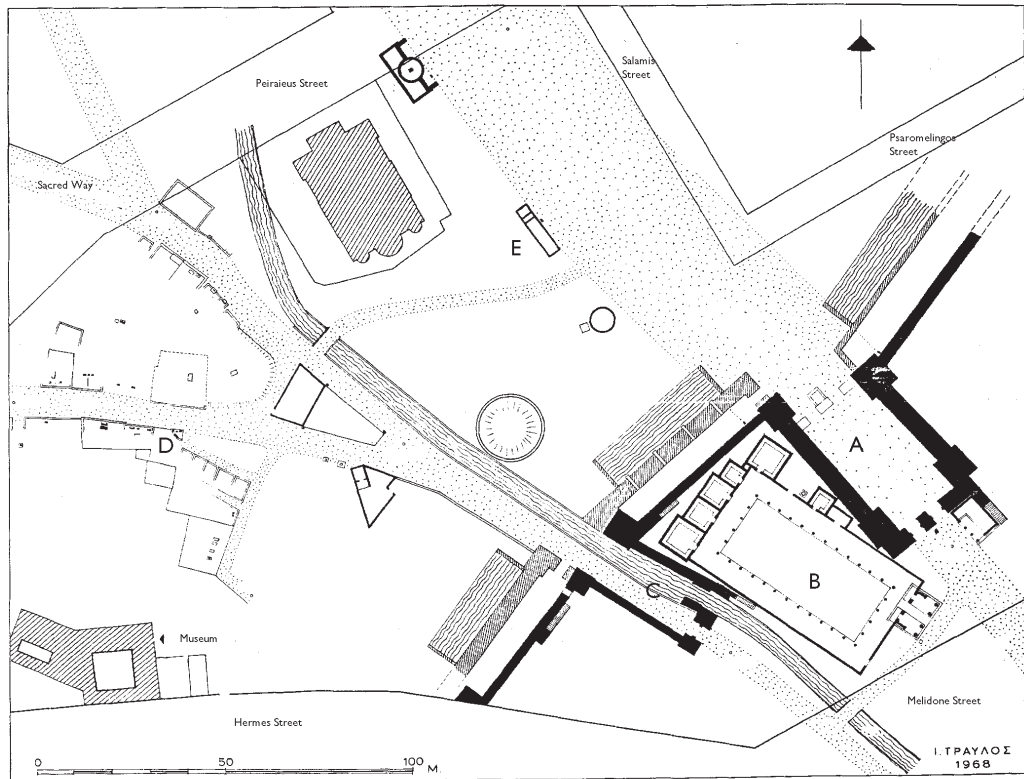 Peiraieus Street
Salamis
Street
Psaromelingos
Street
Sacred Way
E
A
D
B
C
Museum
Hermes Street
Melidone Street
0 50 100 M.
Ι. ΤΡΑΥΛΟΣ
1968